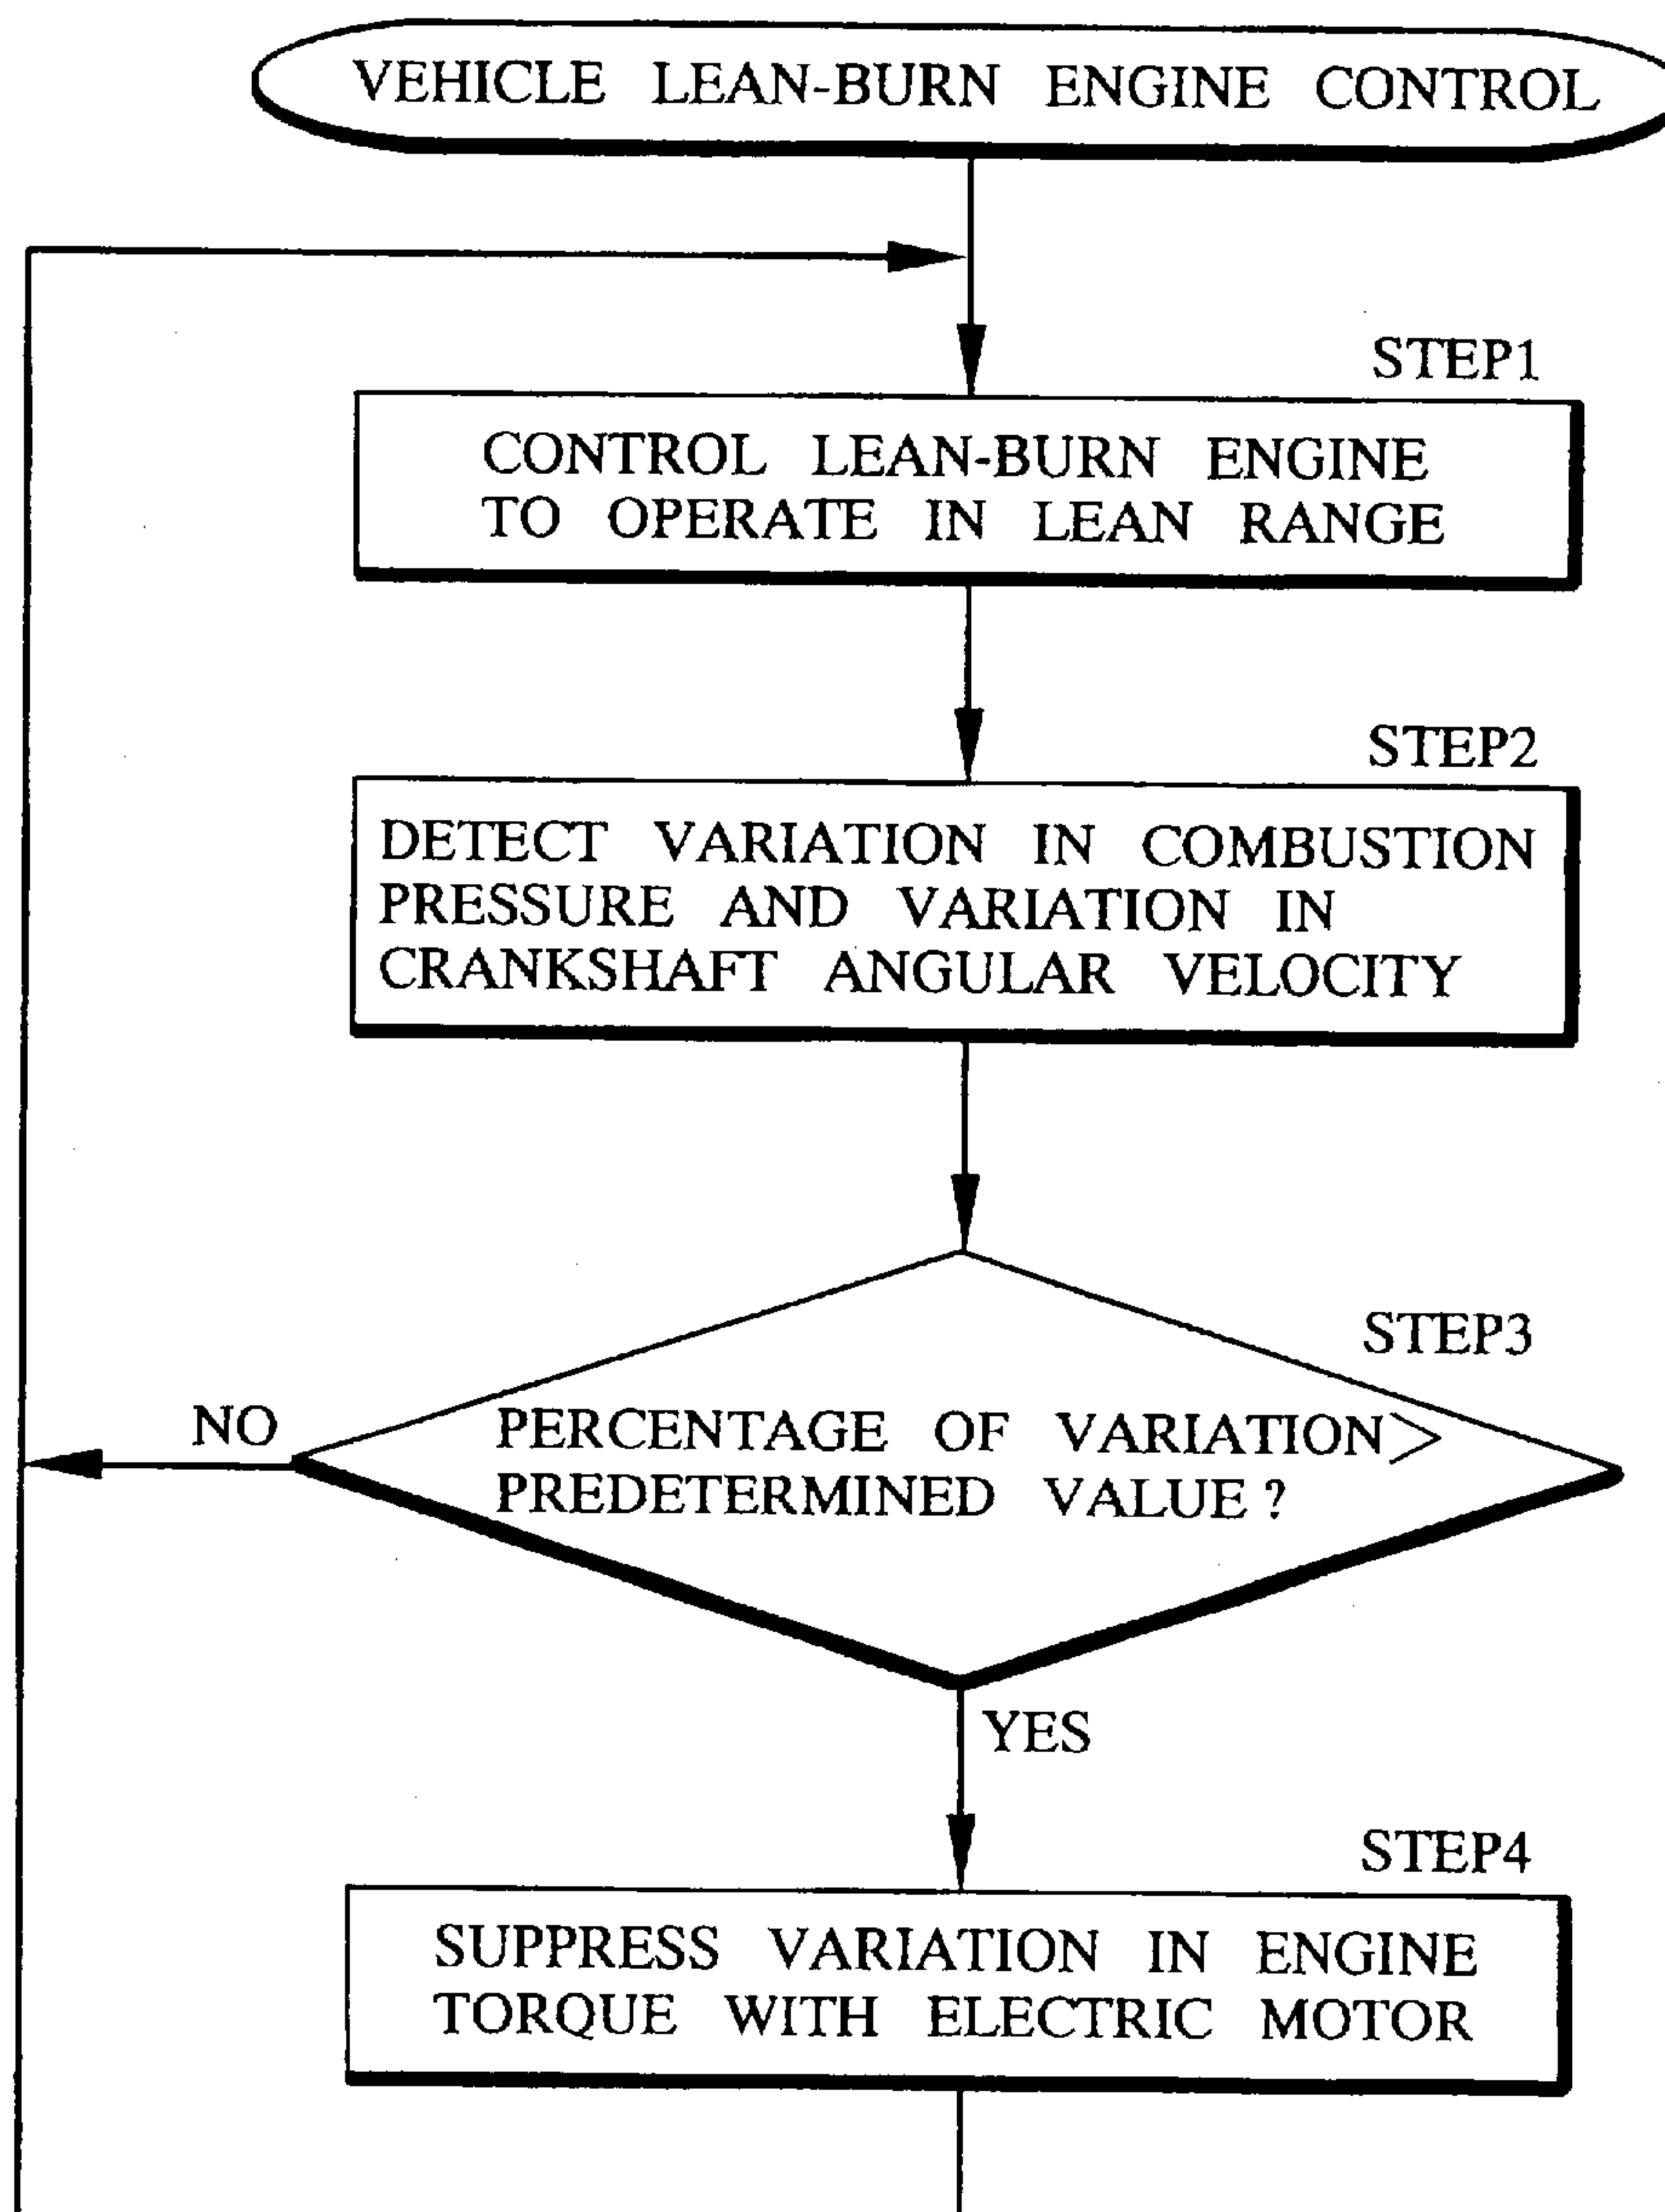 VEHICLE LEAN-BURN ENGINE CONTROL
STEP1
CONTROL LEAN-BURN ENGINE
TO OPERATE IN LEAN RANGE
STEP2
DETECT VARIATION IN COMBUSTION
PRESSURE AND VARIATION IN
CRANKSHAFT ANGULAR VELOCITY
STEP3
NO
PERCENTAGE OF VARIATION>
PREDETERMINED VALUE?
YES
STEP4
SUPPRESS VARIATION IN ENGINE
TORQUE WITH ELECTRIC MOTOR